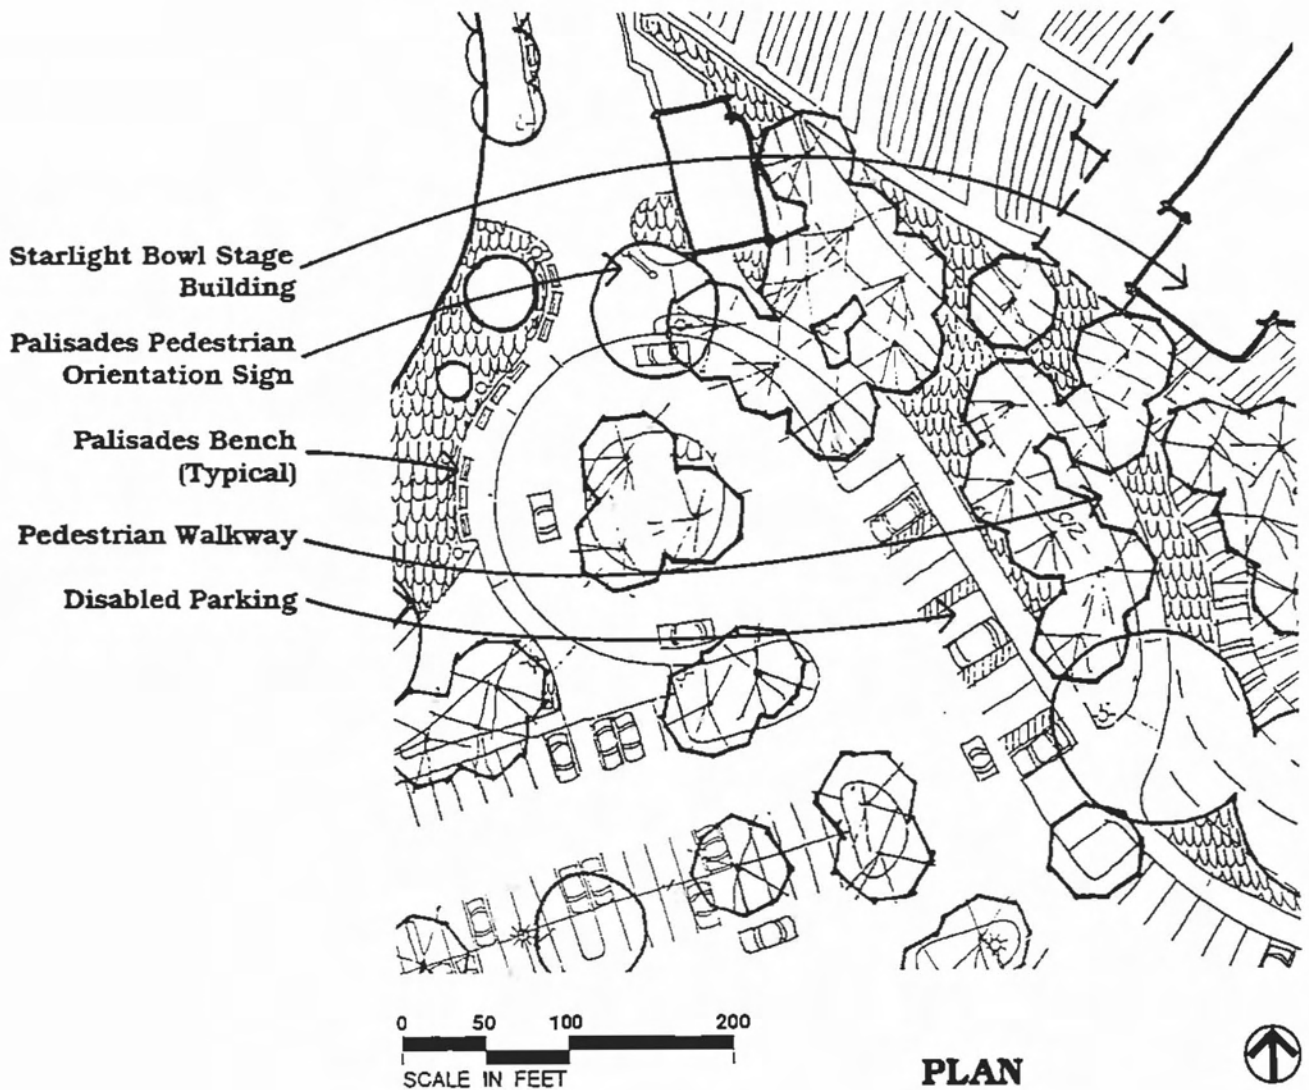 Starlight Bowl Stage
Building
Palisades Pedestrian
Orientation Sign
Palisades Bench
(Typical)
Pedestrian Walkway
Disabled Parking
0 50 100 200
SCALE IN FEET
PLAN